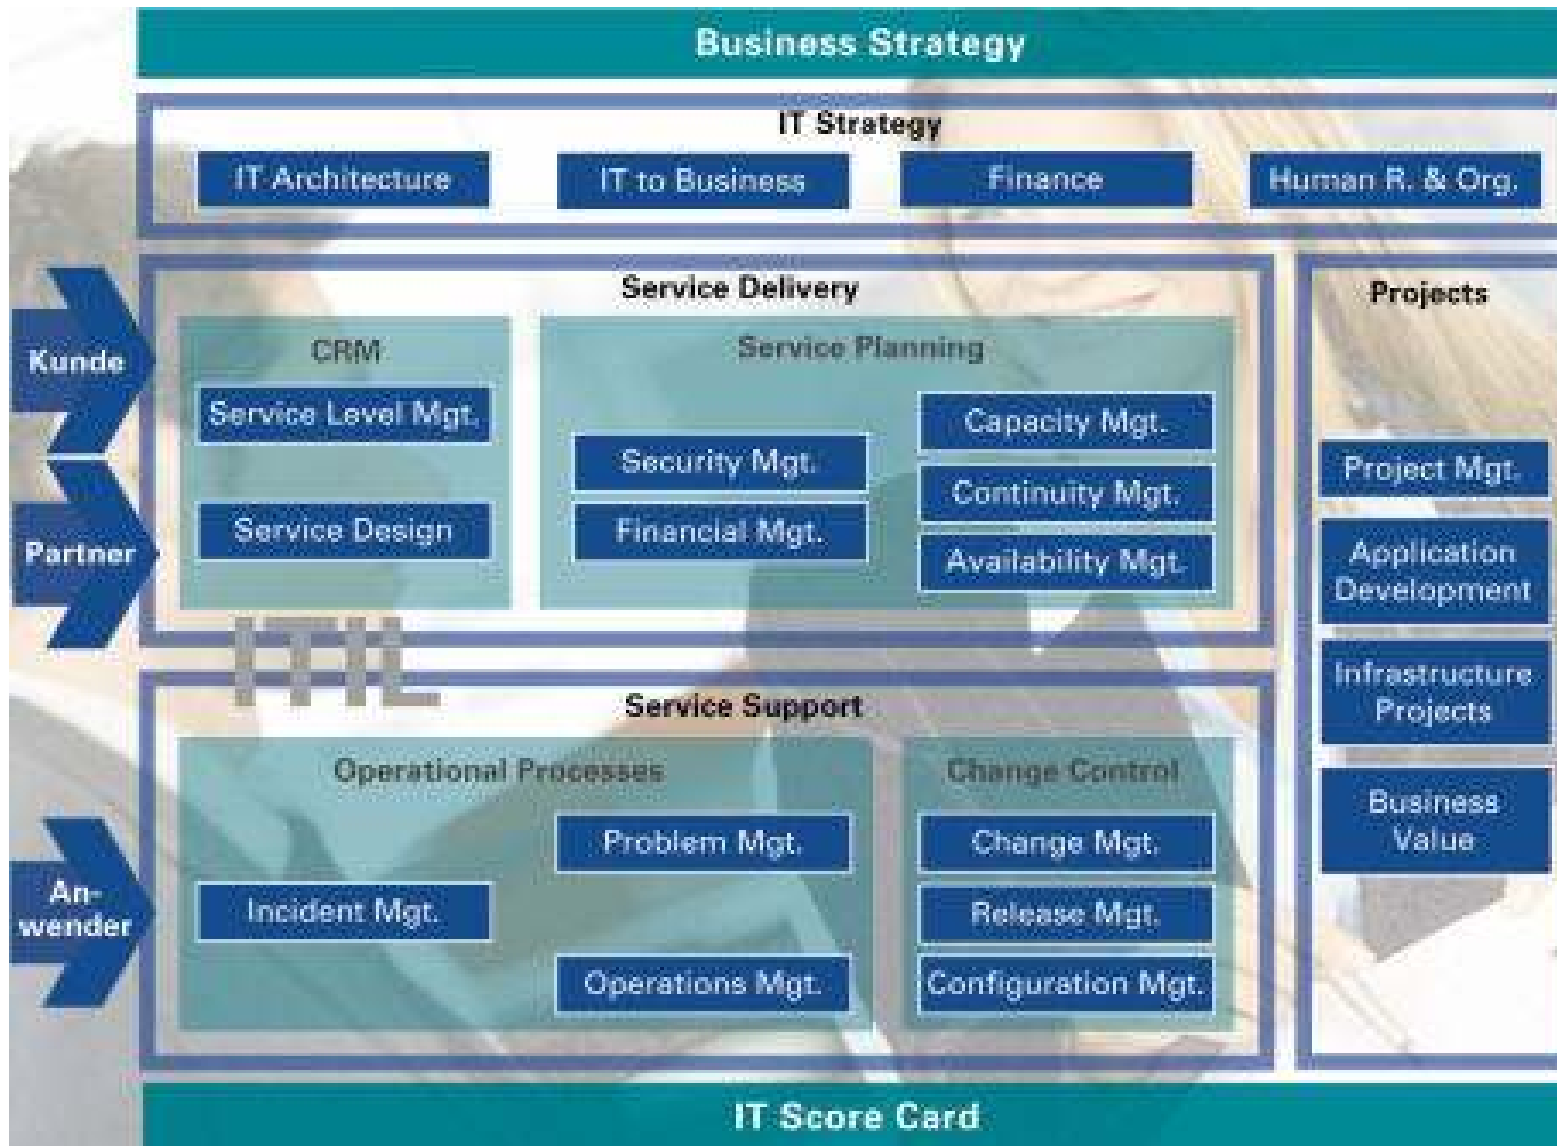 Business Strategy
IT Strategy
IT Architecture
IT to Business
Finance
Human R. & Org.
Kunde
Partner
Service Delivery
CRM
Service Level Mgt.
Service Design
Service Planning
Security Mgt.
Financial Mgt.
Capacity Mgt.
Continuity Mgt.
Availability Mgt.
ITIL
An-
wender
Service Support
Operational Processes
Incident Mgt.
Problem Mgt.
Operations Mgt.
Change Control
Change Mgt.
Release Mgt.
Configuration Mgt.
Projects
Project Mgt.
Application
Development
Infrastructure
Projects
Business
Value
IT Score Card